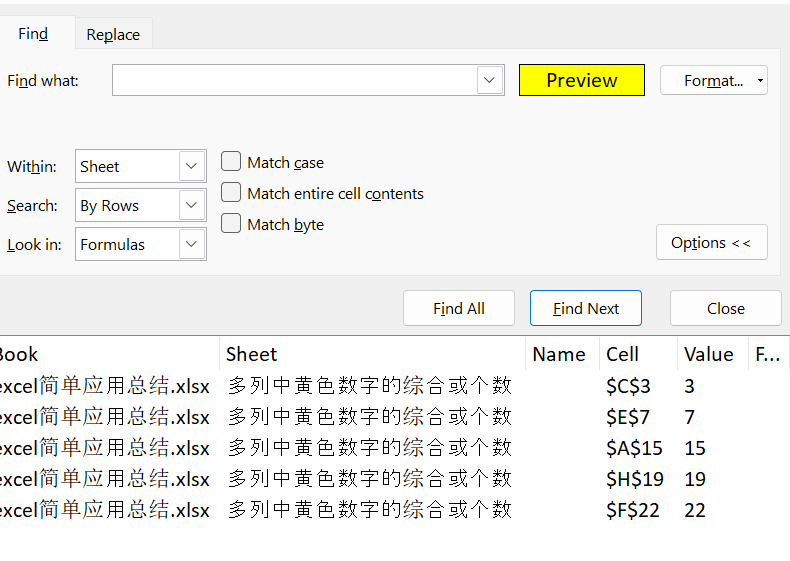 Find Replace
Find what: Preview Format...
Within: Sheet Match case
Search: By Rows Match entire cell contents
Look in: Formulas Match byte
Options <<
Find All Find Next Close
Book Sheet Name Cell Value F...
excel简单应用总结.xlsx 多列中黄色数字的综合或个数 $C$3 3
excel简单应用总结.xlsx 多列中黄色数字的综合或个数 $E$7 7
excel简单应用总结.xlsx 多列中黄色数字的综合或个数 $A$15 15
excel简单应用总结.xlsx 多列中黄色数字的综合或个数 $H$19 19
excel简单应用总结.xlsx 多列中黄色数字的综合或个数 $F$22 22